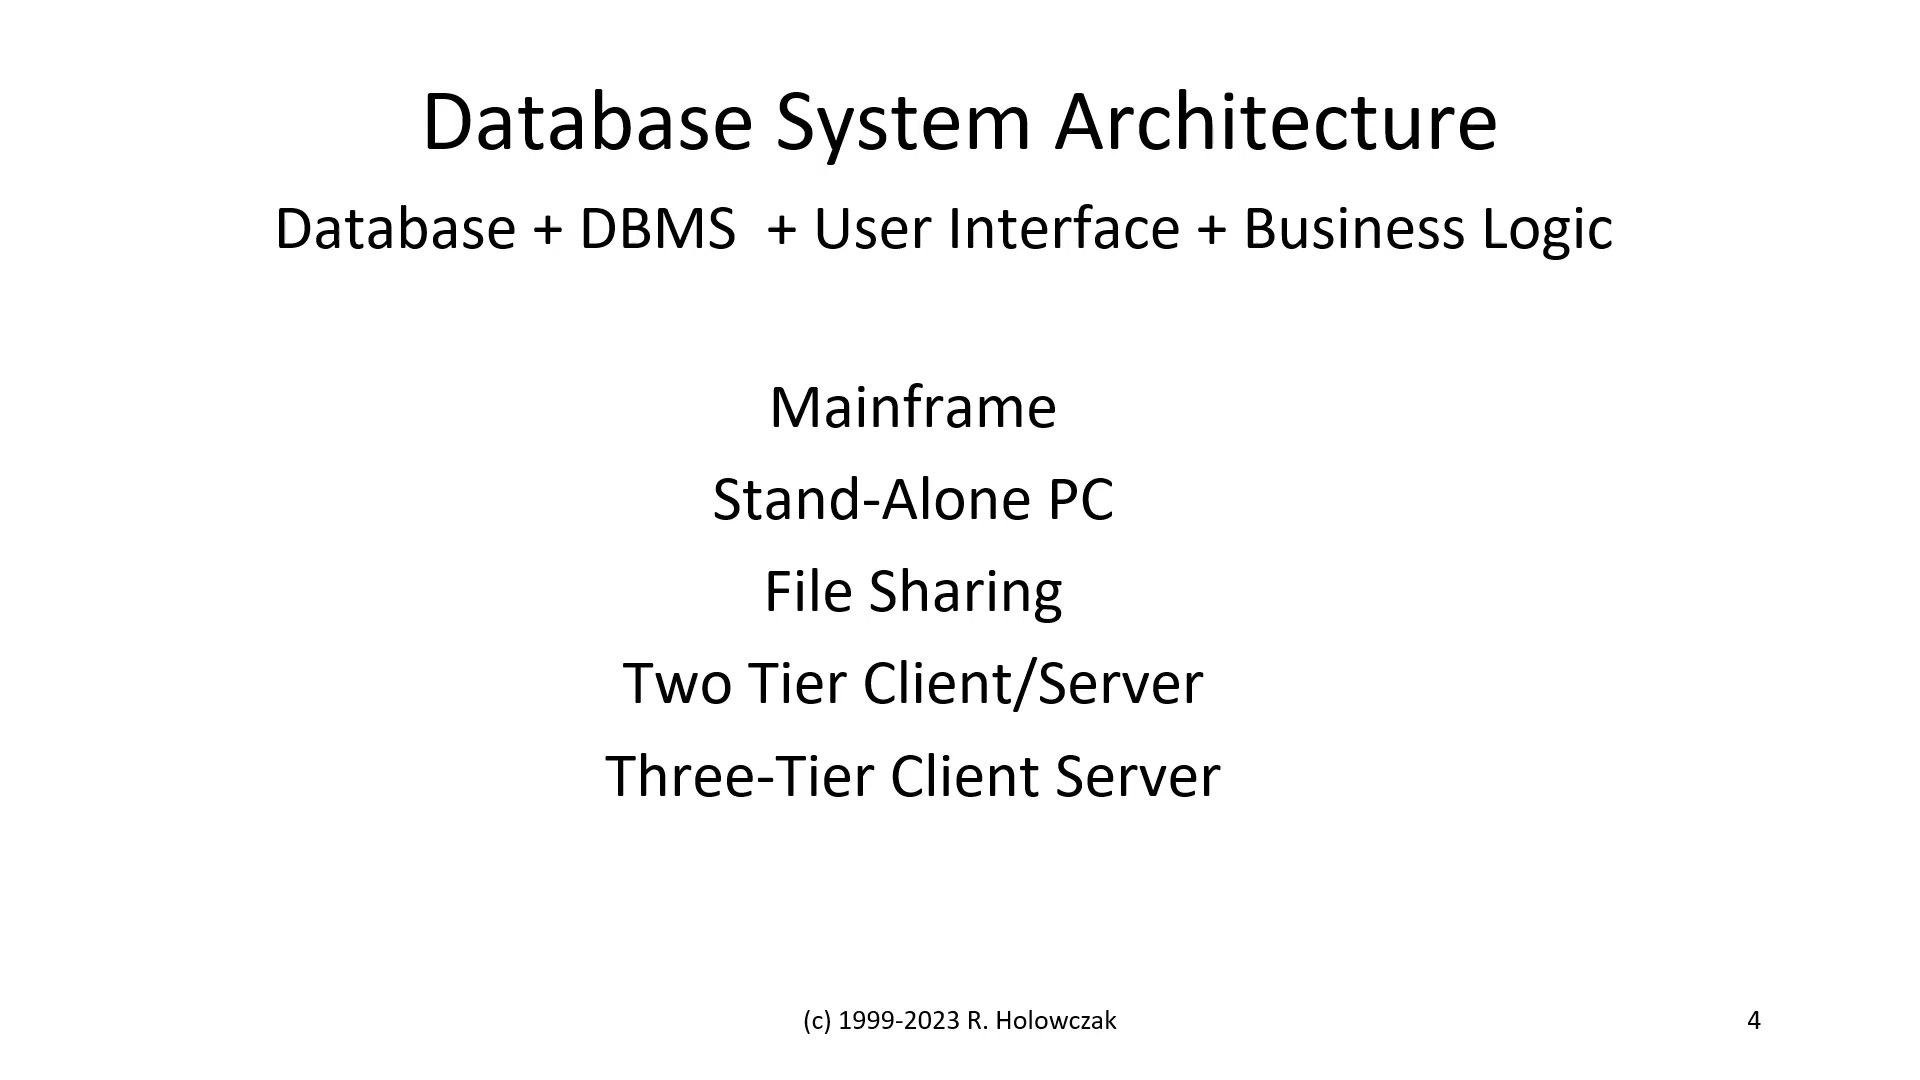 Database System Architecture
Database + DBMS  + User Interface + Business Logic
Mainframe
Stand-Alone PC
File Sharing
Two Tier Client/Server
Three-Tier Client Server
(c) 1999-2023 R. Holowczak
4